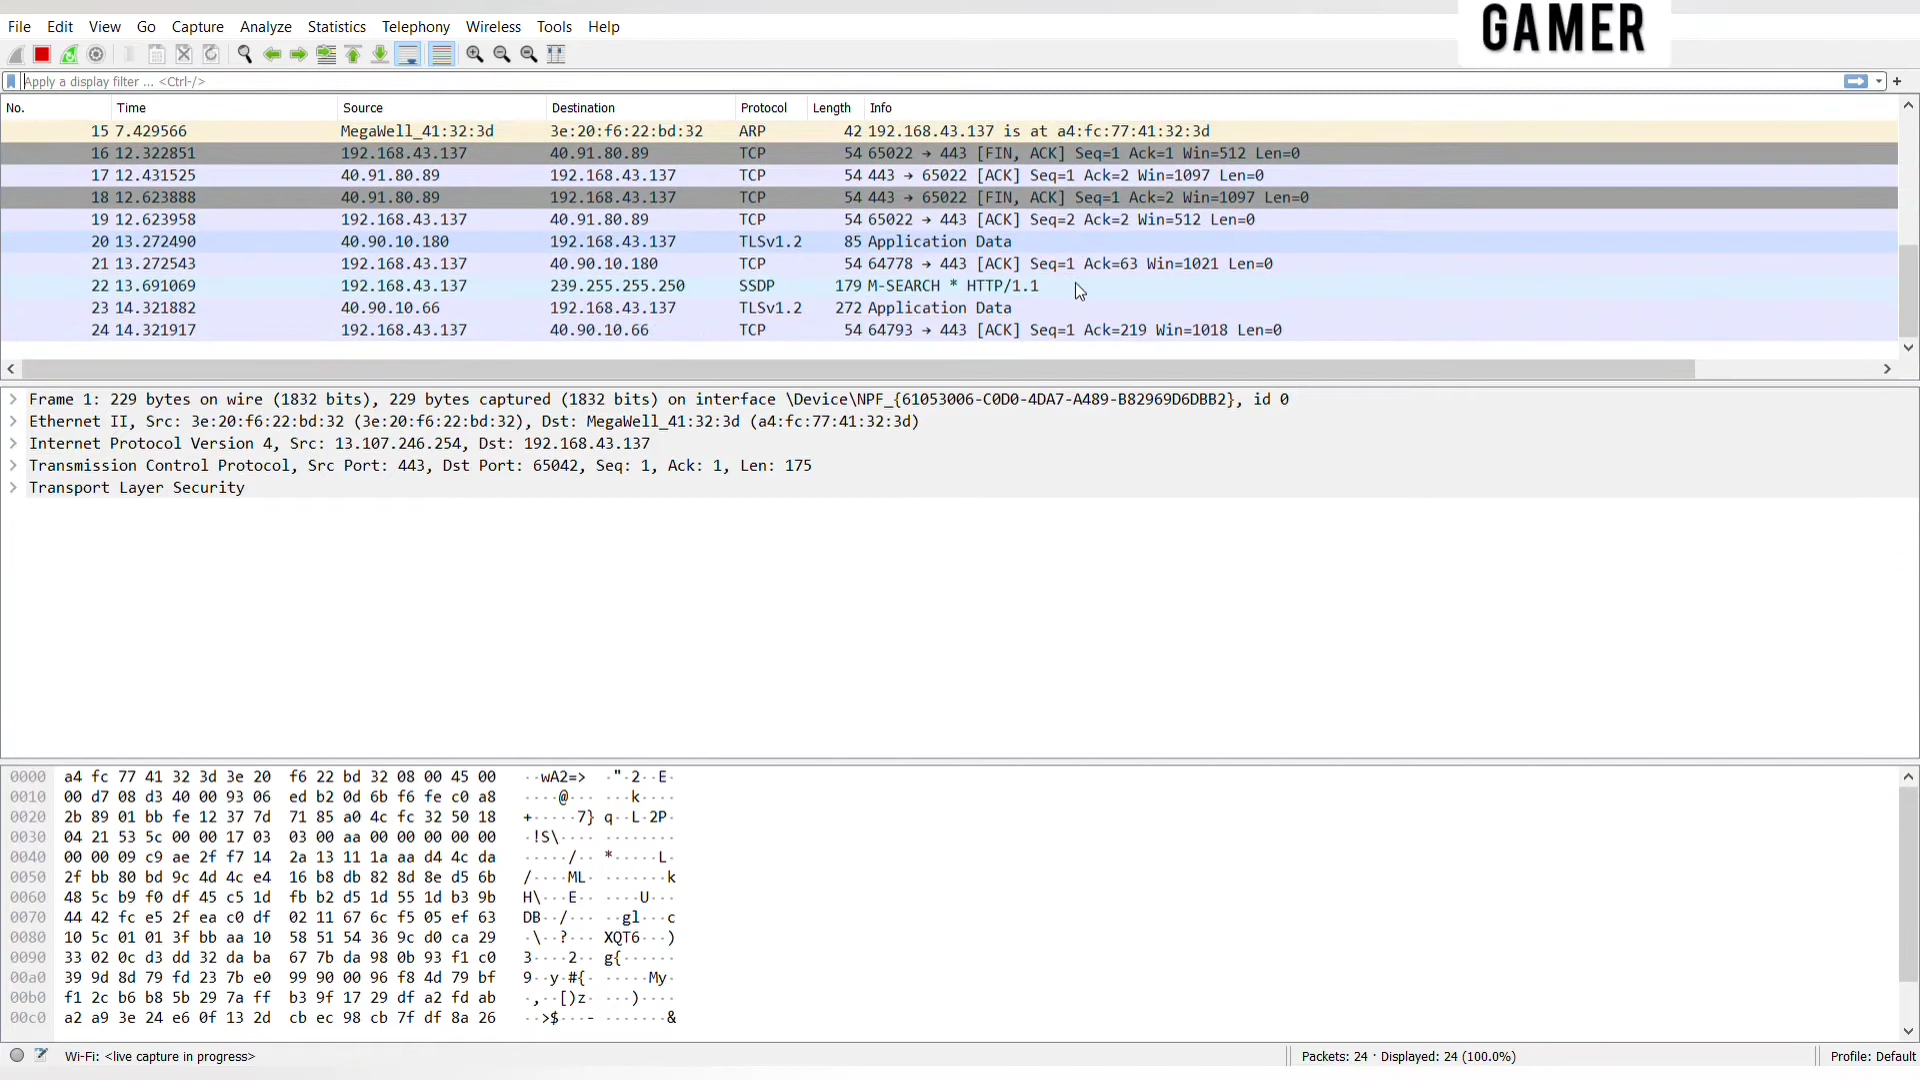 GAMER
File Edit View Go Capture Analyze Statistics Telephony Wireless Tools Help
Apply a display filter ... <Ctrl-/>
No. Time Source Destination Protocol Length Info
15 7.429566 MegaWell_41:32:3d 3e:20:f6:22:bd:32 ARP 42 192.168.43.137 is at a4:fc:77:41:32:3d
16 12.322851 192.168.43.137 40.91.80.89 TCP 54 65022 → 443 [FIN, ACK] Seq=1 Ack=1 Win=512 Len=0
17 12.431525 40.91.80.89 192.168.43.137 TCP 54 443 → 65022 [ACK] Seq=1 Ack=2 Win=1097 Len=0
18 12.623888 40.91.80.89 192.168.43.137 TCP 54 443 → 65022 [FIN, ACK] Seq=1 Ack=2 Win=1097 Len=0
19 12.623958 192.168.43.137 40.91.80.89 TCP 54 65022 → 443 [ACK] Seq=2 Ack=2 Win=512 Len=0
20 13.272490 40.90.10.180 192.168.43.137 TLSv1.2 85 Application Data
21 13.272543 192.168.43.137 40.90.10.180 TCP 54 64778 → 443 [ACK] Seq=1 Ack=63 Win=1021 Len=0
22 13.691069 192.168.43.137 239.255.255.250 SSDP 179 M-SEARCH * HTTP/1.1
23 14.321882 40.90.10.66 192.168.43.137 TLSv1.2 272 Application Data
24 14.321917 192.168.43.137 40.90.10.66 TCP 54 64793 → 443 [ACK] Seq=1 Ack=219 Win=1018 Len=0
Frame 1: 229 bytes on wire (1832 bits), 229 bytes captured (1832 bits) on interface \Device\NPF_{61053006-C0D0-4DA7-A489-B82969D6DBB2}, id 0
Ethernet II, Src: 3e:20:f6:22:bd:32 (3e:20:f6:22:bd:32), Dst: MegaWell_41:32:3d (a4:fc:77:41:32:3d)
Internet Protocol Version 4, Src: 13.107.246.254, Dst: 192.168.43.137
Transmission Control Protocol, Src Port: 443, Dst Port: 65042, Seq: 1, Ack: 1, Len: 175
Transport Layer Security
0000 a4 fc 77 41 32 3d 3e 20 f6 22 bd 32 08 00 45 00 ··wA2=> ·"·2··E·
0010 00 d7 08 d3 40 00 93 06 ed b2 0d 6b f6 fe c0 a8 ····@··· ···k····
0020 2b 89 01 bb fe 12 37 7d 71 85 a0 4c fc 32 50 18 +·····7} q··L·2P·
0030 04 21 53 5c 00 00 17 03 03 00 aa 00 00 00 00 00 ·!S\···· ········
0040 00 00 09 c9 ae 2f f7 14 2a 13 11 1a aa d4 4c da ·····/·· *·····L·
0050 2f bb 80 bd 9c 4d 4c e4 16 b8 db 82 8d 8e d5 6b /····ML· ·······k
0060 48 5c b9 f0 df 45 c5 1d fb b2 d5 1d 55 1d b3 9b H\···E·· ····U···
0070 44 42 fc e5 2f ea c0 df 02 11 67 6c f5 05 ef 63 DB··/··· ··gl···c
0080 10 5c 01 01 3f bb aa 10 58 51 54 36 9c d0 ca 29 ·\··?··· XQT6···)
0090 33 02 0c d3 dd 32 da ba 67 7b da 98 0b 93 f1 c0 3····2·· g{······
00a0 39 9d 8d 79 fd 23 7b e0 99 90 00 96 f8 4d 79 bf 9··y·#{· ·····My·
00b0 f1 2c b6 b8 5b 29 7a ff b3 9f 17 29 df a2 fd ab ·,··[)z· ···)····
00c0 a2 a9 3e 24 e6 0f 13 2d cb ec 98 cb 7f df 8a 26 ··>$···- ·······&
Wi-Fi: <live capture in progress> Packets: 24 · Displayed: 24 (100.0%) Profile: Default